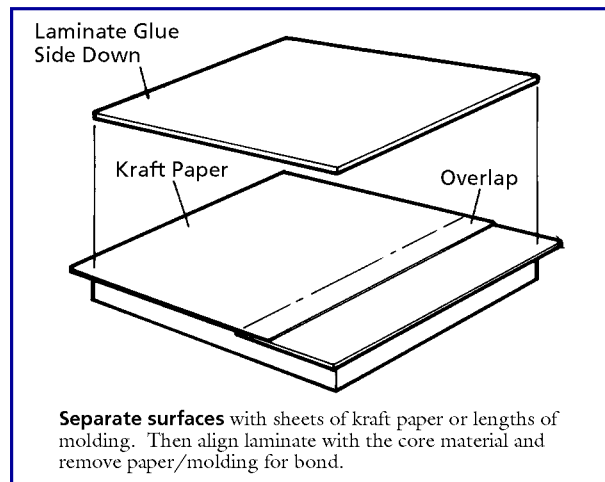 Laminate Glue
Side Down
Kraft Paper
Overlap
Separate surfaces with sheets of kraft paper or lengths of
molding. Then align laminate with the core material and
remove paper/molding for bond.